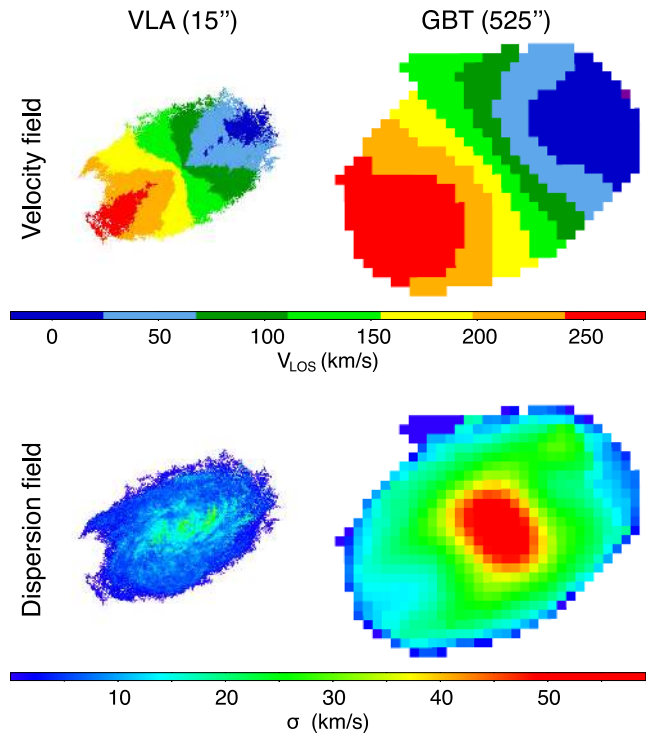 VLA (15”)
GBT (525”)
Velocity field
0 50 100 150 200 250
V_LOS (km/s)
Dispersion field
10 20 30 40 50
σ (km/s)